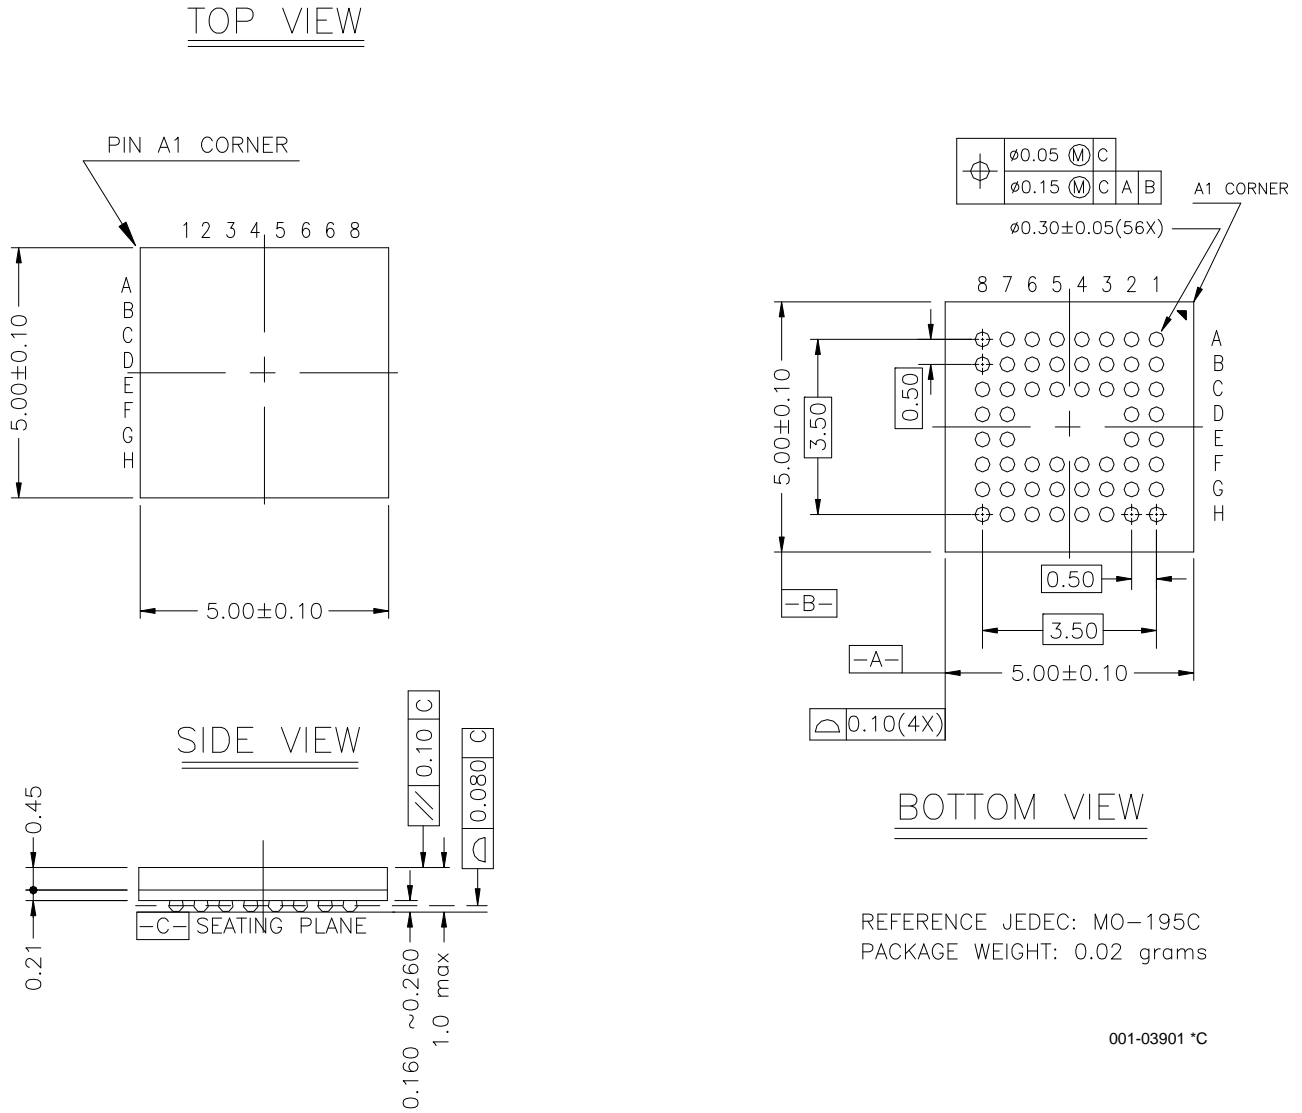 TOP VIEW
PIN A1 CORNER
1 2 3 4 5 6 6 8
A
B
C
D
E
F
G
H
5.00±0.10
5.00±0.10
ø0.05 Ⓜ C
ø0.15 Ⓜ C A B
A1 CORNER
ø0.30±0.05(56X)
8 7 6 5 4 3 2 1
A
B
C
D
E
F
G
H
5.00±0.10
3.50
0.50
0.50
-B-
3.50
-A-
5.00±0.10
0.10(4X)
BOTTOM VIEW
SIDE VIEW
// 0.10 C
0.080 C
0.45
0.21
-C- SEATING PLANE
0.160 ~0.260
1.0 max
REFERENCE JEDEC: MO-195C
PACKAGE WEIGHT: 0.02 grams
001-03901 *C